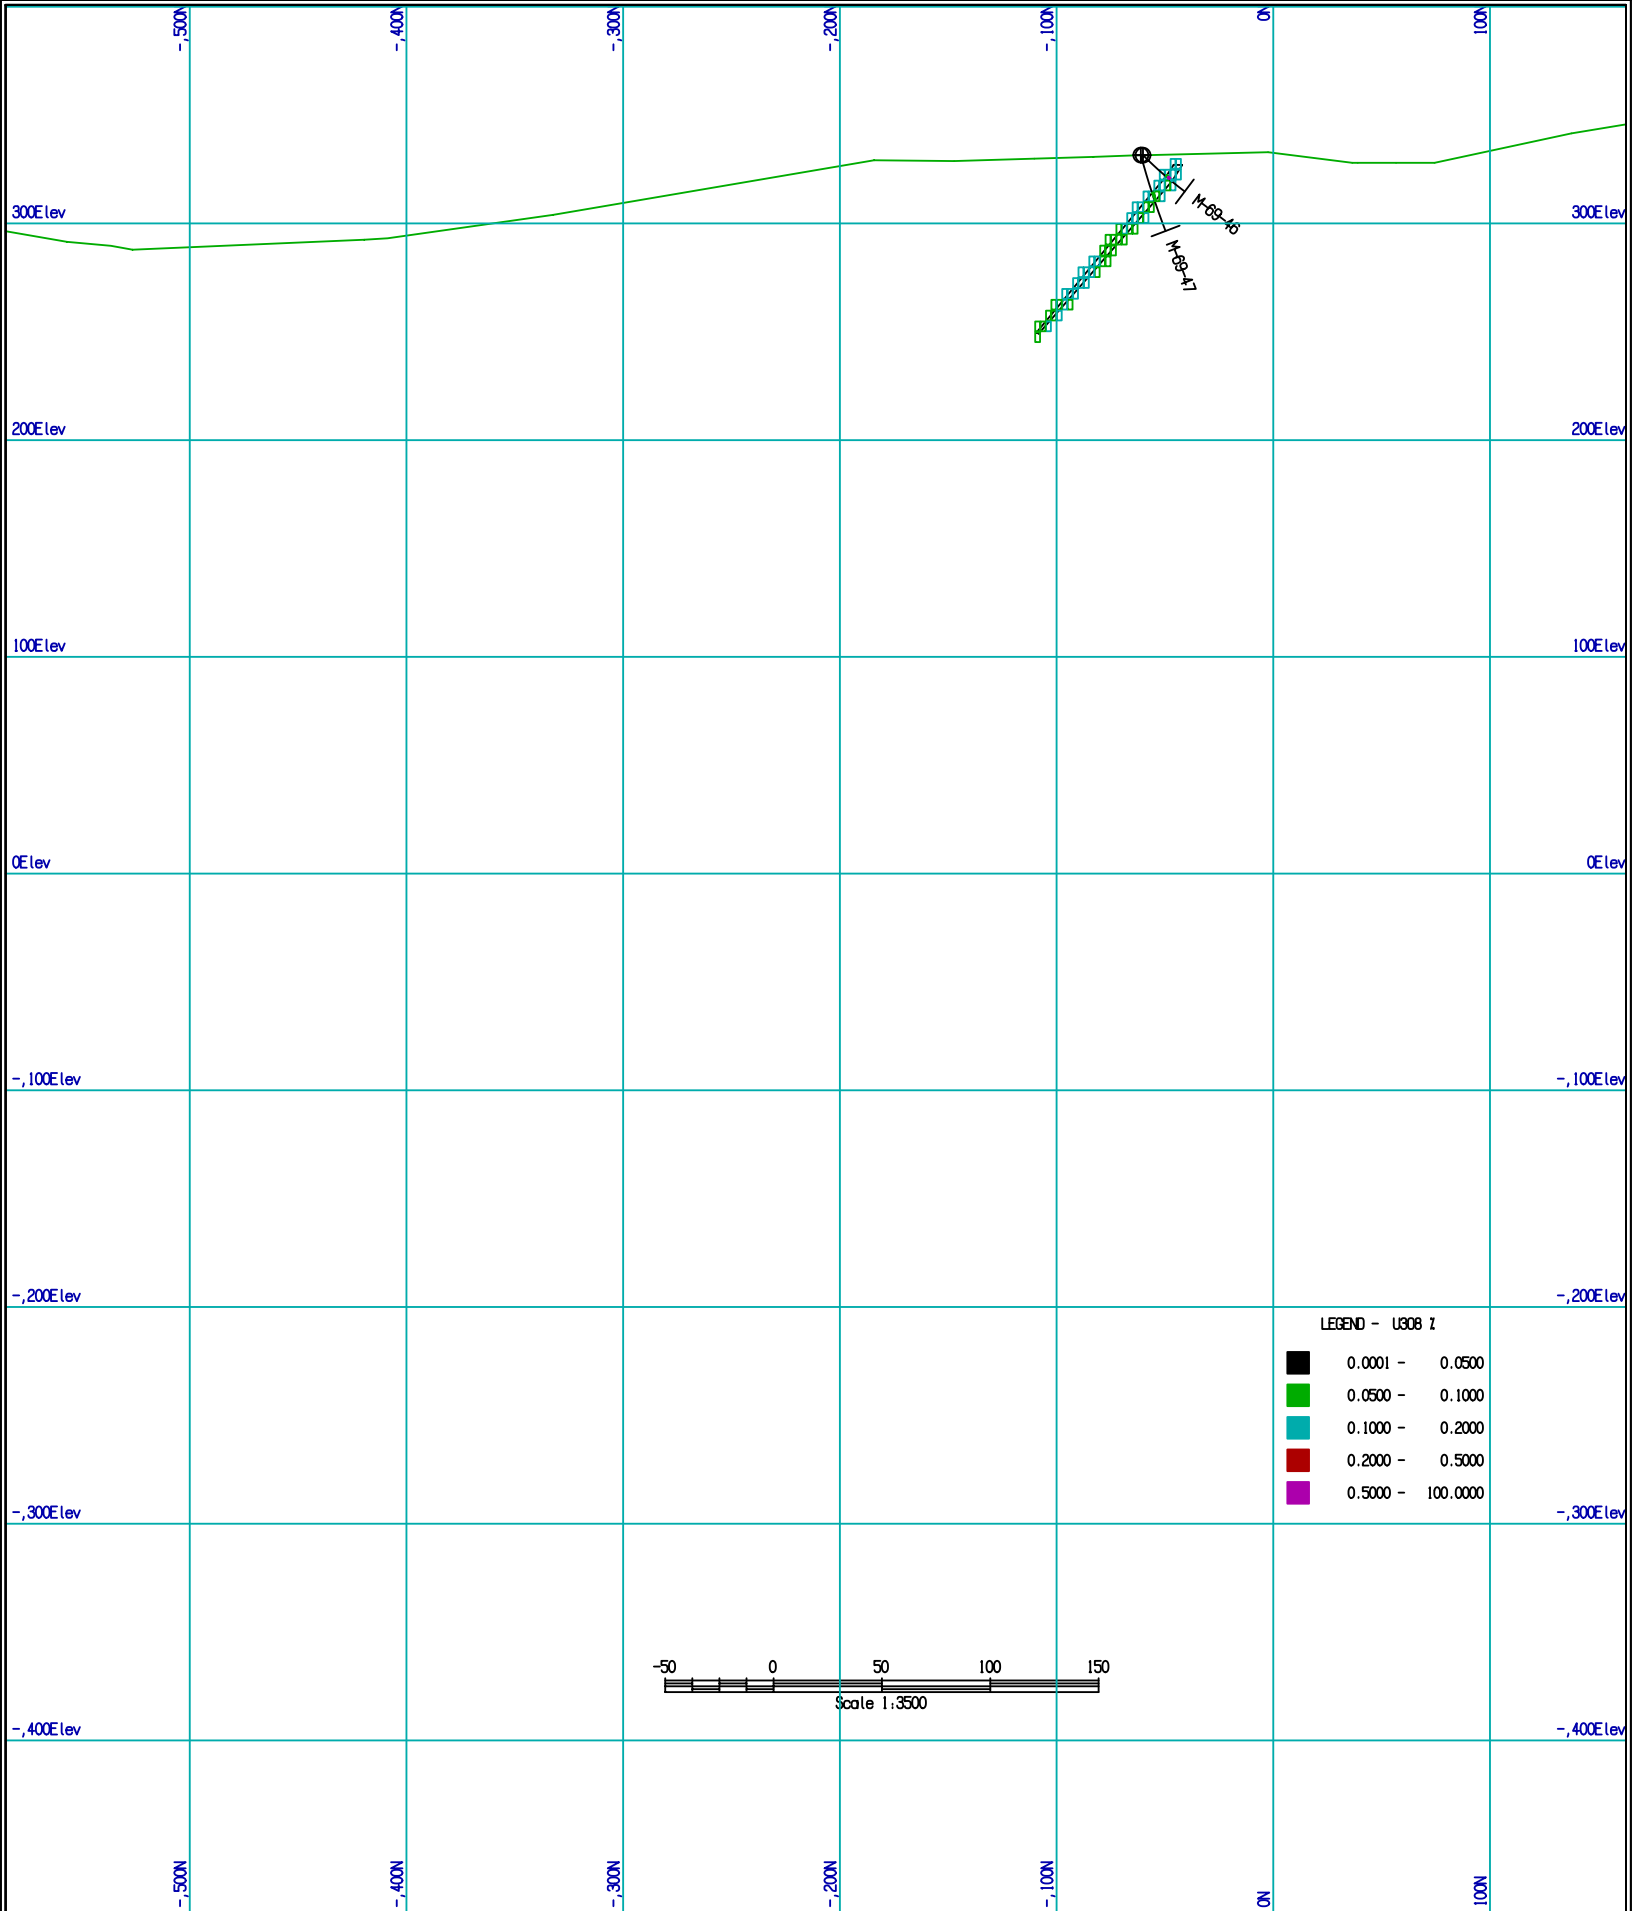 -,500N -,400N -,300N -,200N -,100N 0N 100N
M-69-46
300Elev 300Elev
M-69-47
200Elev 200Elev
100Elev 100Elev
0Elev 0Elev
-,100Elev -,100Elev
-,200Elev -,200Elev
LEGEND - U308 %
0.0001 - 0.0500
0.0500 - 0.1000
0.1000 - 0.2000
0.2000 - 0.5000
0.5000 - 100.0000
-,300Elev -,300Elev
-50 0 50 100 150
Scale 1:3500
-,400Elev -,400Elev
-,500N -,400N -,300N -,200N -,100N 0N 100N